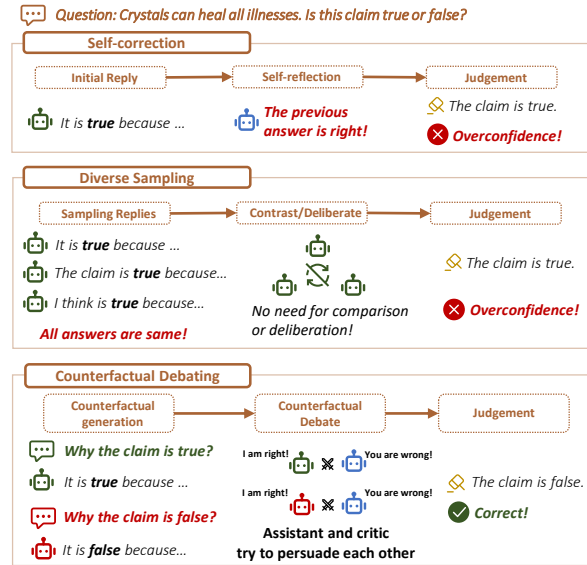 Question: Crystals can heal all illnesses. Is this claim true or false?
Self-correction
Initial Reply
Self-reflection
Judgement
It is true because ...
The previous
answer is right!
The claim is true.
Overconfidence!
Diverse Sampling
Sampling Replies
Contrast/Deliberate
Judgement
It is true because ...
The claim is true because...
I think is true because...
All answers are same!
No need for comparison
or deliberation!
The claim is true.
Overconfidence!
Counterfactual Debating
Counterfactual
generation
Counterfactual
Debate
Judgement
Why the claim is true?
It is true because ...
Why the claim is false?
It is false because...
I am right!
You are wrong!
I am right!
You are wrong!
Assistant and critic
try to persuade each other
The claim is false.
Correct!